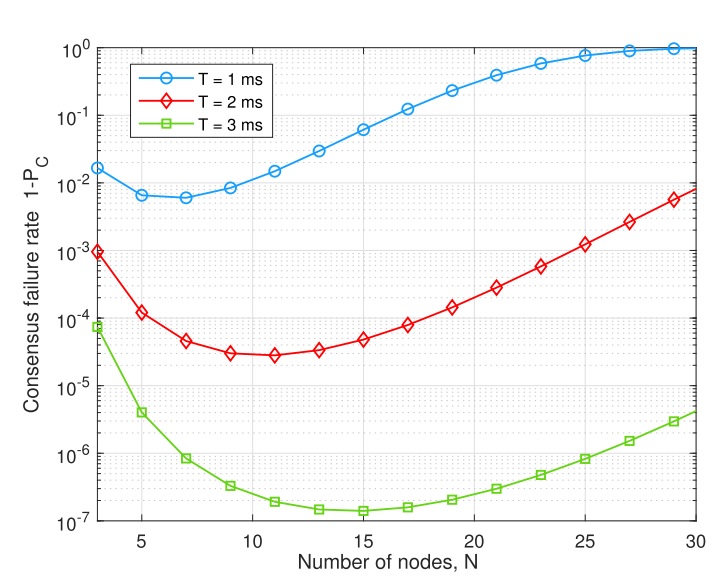 10^0
10^-1
10^-2
10^-3
10^-4
10^-5
10^-6
10^-7
Consensus failure rate 1-P_C
T = 1 ms
T = 2 ms
T = 3 ms
5 10 15 20 25 30
Number of nodes, N